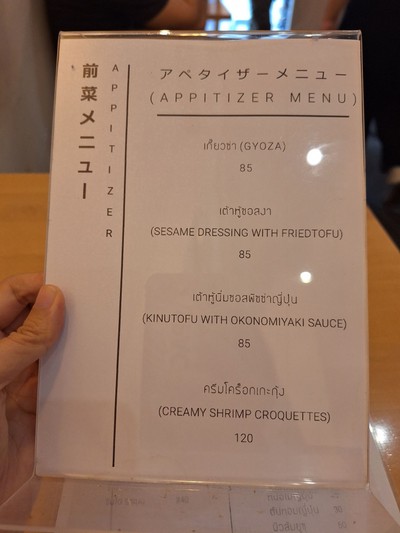 前菜メニュー
APPITIZER
アペタイザーメニュー
(APPITIZER MENU)
เกี๊ยวซ่า (GYOZA)
85
เต้าหู้ซอสงา
(SESAME DRESSING WITH FRIEDTOFU)
85
เต้าหู้นิ่มซอสพิซซ่าญี่ปุ่น
(KINUTOFU WITH OKONOMIYAKI SAUCE)
85
ครีมโคร็อกเกะกุ้ง
(CREAMY SHRIMP CROQUETTES)
120